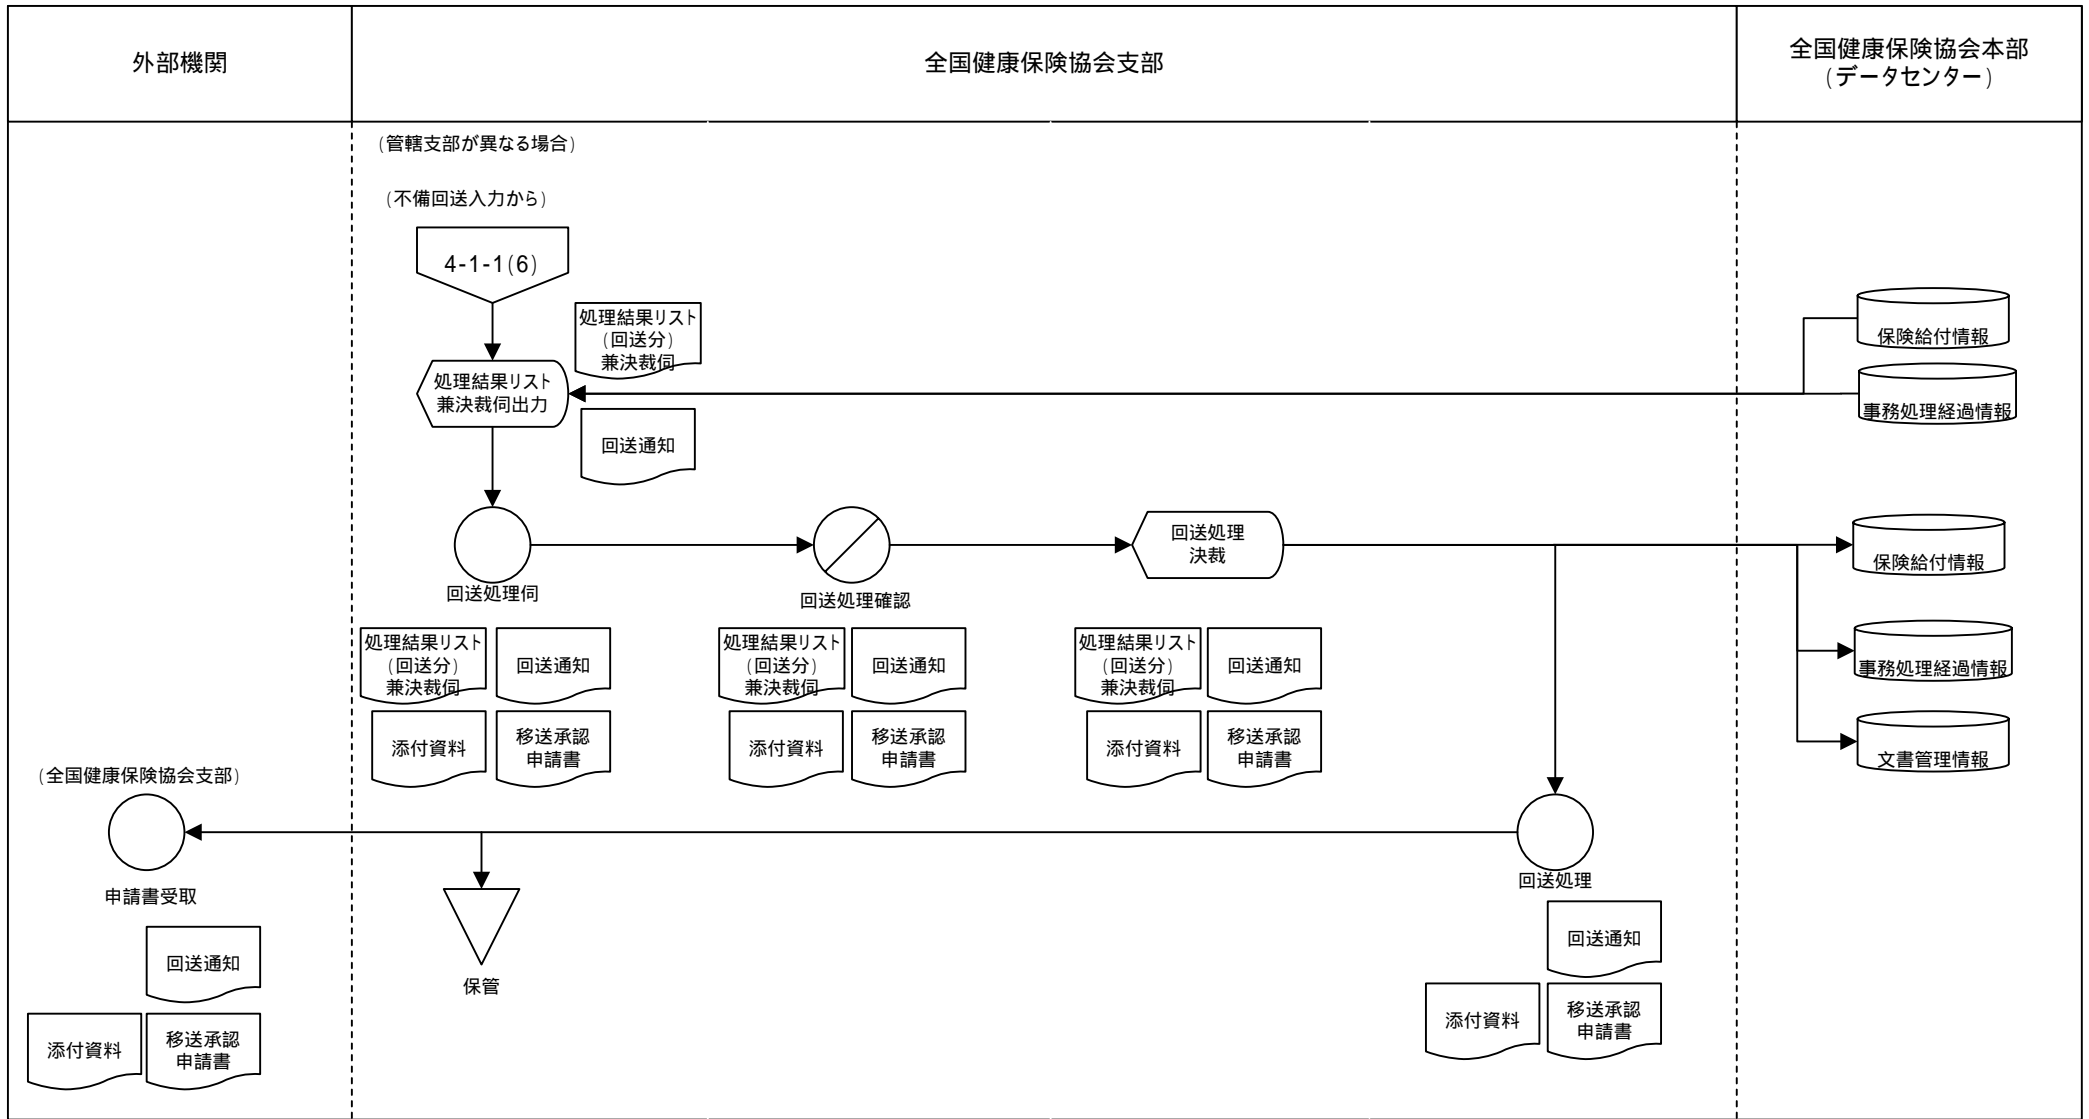 外部機関
全国健康保険協会支部
全国健康保険協会本部
(データセンター)
(管轄支部が異なる場合)
(不備回送入力から)
4-1-1(6)
処理結果リスト
(回送分)
兼決裁伺
保険給付情報
処理結果リスト
兼決裁伺出力
事務処理経過情報
回送通知
回送処理
決裁
保険給付情報
回送処理伺
回送処理確認
処理結果リスト
(回送分)
兼決裁伺
回送通知
処理結果リスト
(回送分)
兼決裁伺
回送通知
処理結果リスト
(回送分)
兼決裁伺
回送通知
事務処理経過情報
添付資料
移送承認
申請書
添付資料
移送承認
申請書
添付資料
移送承認
申請書
文書管理情報
(全国健康保険協会支部)
申請書受取
回送処理
回送通知
回送通知
保管
添付資料
移送承認
申請書
添付資料
移送承認
申請書